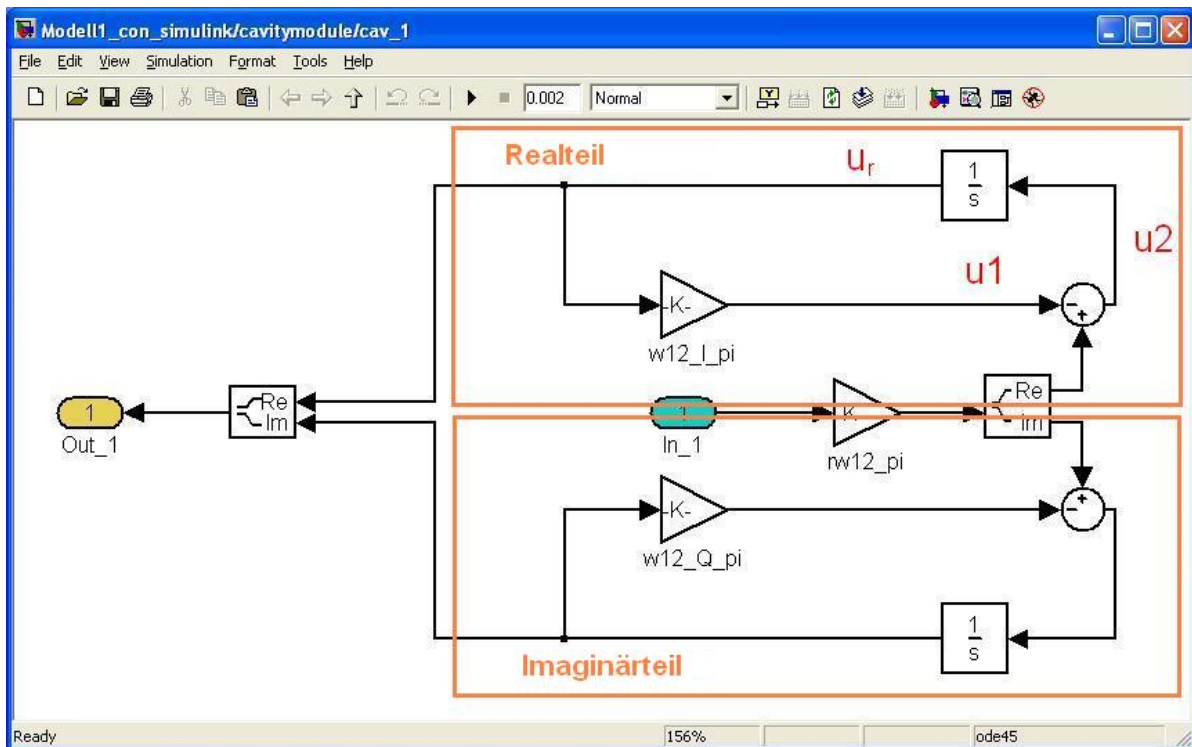 Modell1_con_simulink/cavitymodule/cav_1
File Edit View Simulation Format Tools Help
0.002 Normal
Realteil
u_r
1
s
u2
u1
-K-
w12_I_pi
- +
1
Out_1
Re
Im
1
In_1
K
rw12_pi
Re
Im
-K-
w12_Q_pi
- +
1
s
Imaginärteil
Ready 156% ode45